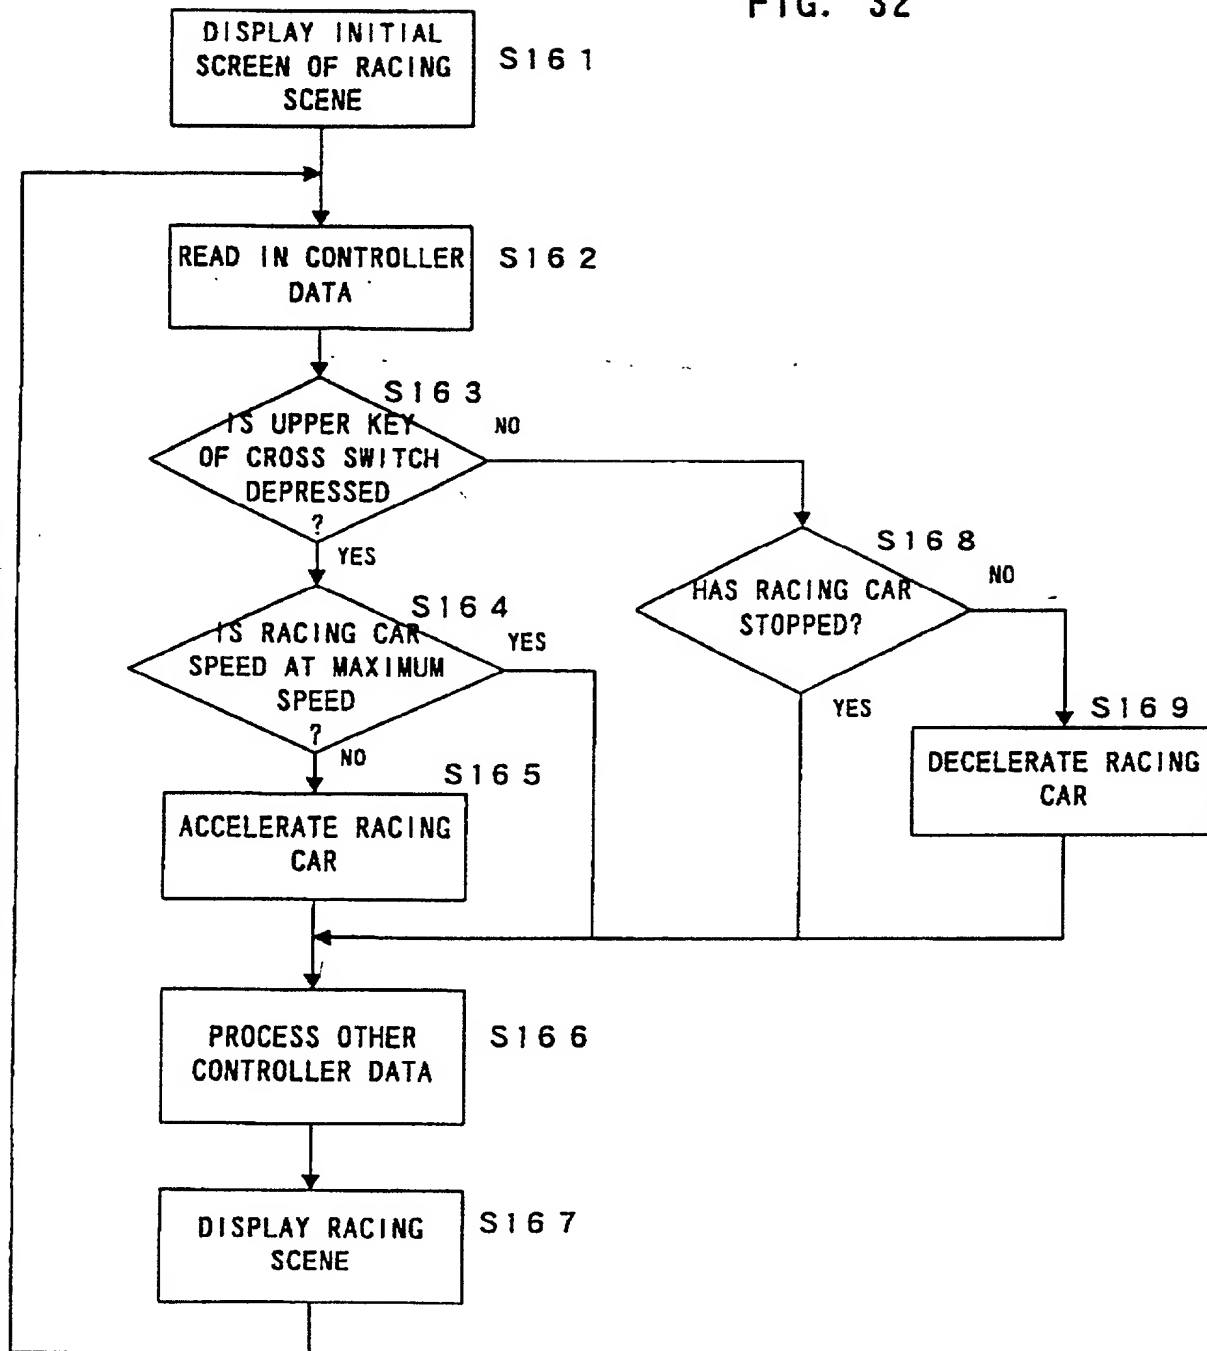 FIG. 32
DISPLAY INITIAL
SCREEN OF RACING
SCENE
S161
READ IN CONTROLLER
DATA
S162
S163
IS UPPER KEY
OF CROSS SWITCH
DEPRESSED
?
NO
YES
S164
IS RACING CAR
SPEED AT MAXIMUM
SPEED
?
YES
NO
S165
ACCELERATE RACING
CAR
S168
HAS RACING CAR
STOPPED?
NO
YES
S169
DECELERATE RACING
CAR
PROCESS OTHER
CONTROLLER DATA
S166
DISPLAY RACING
SCENE
S167